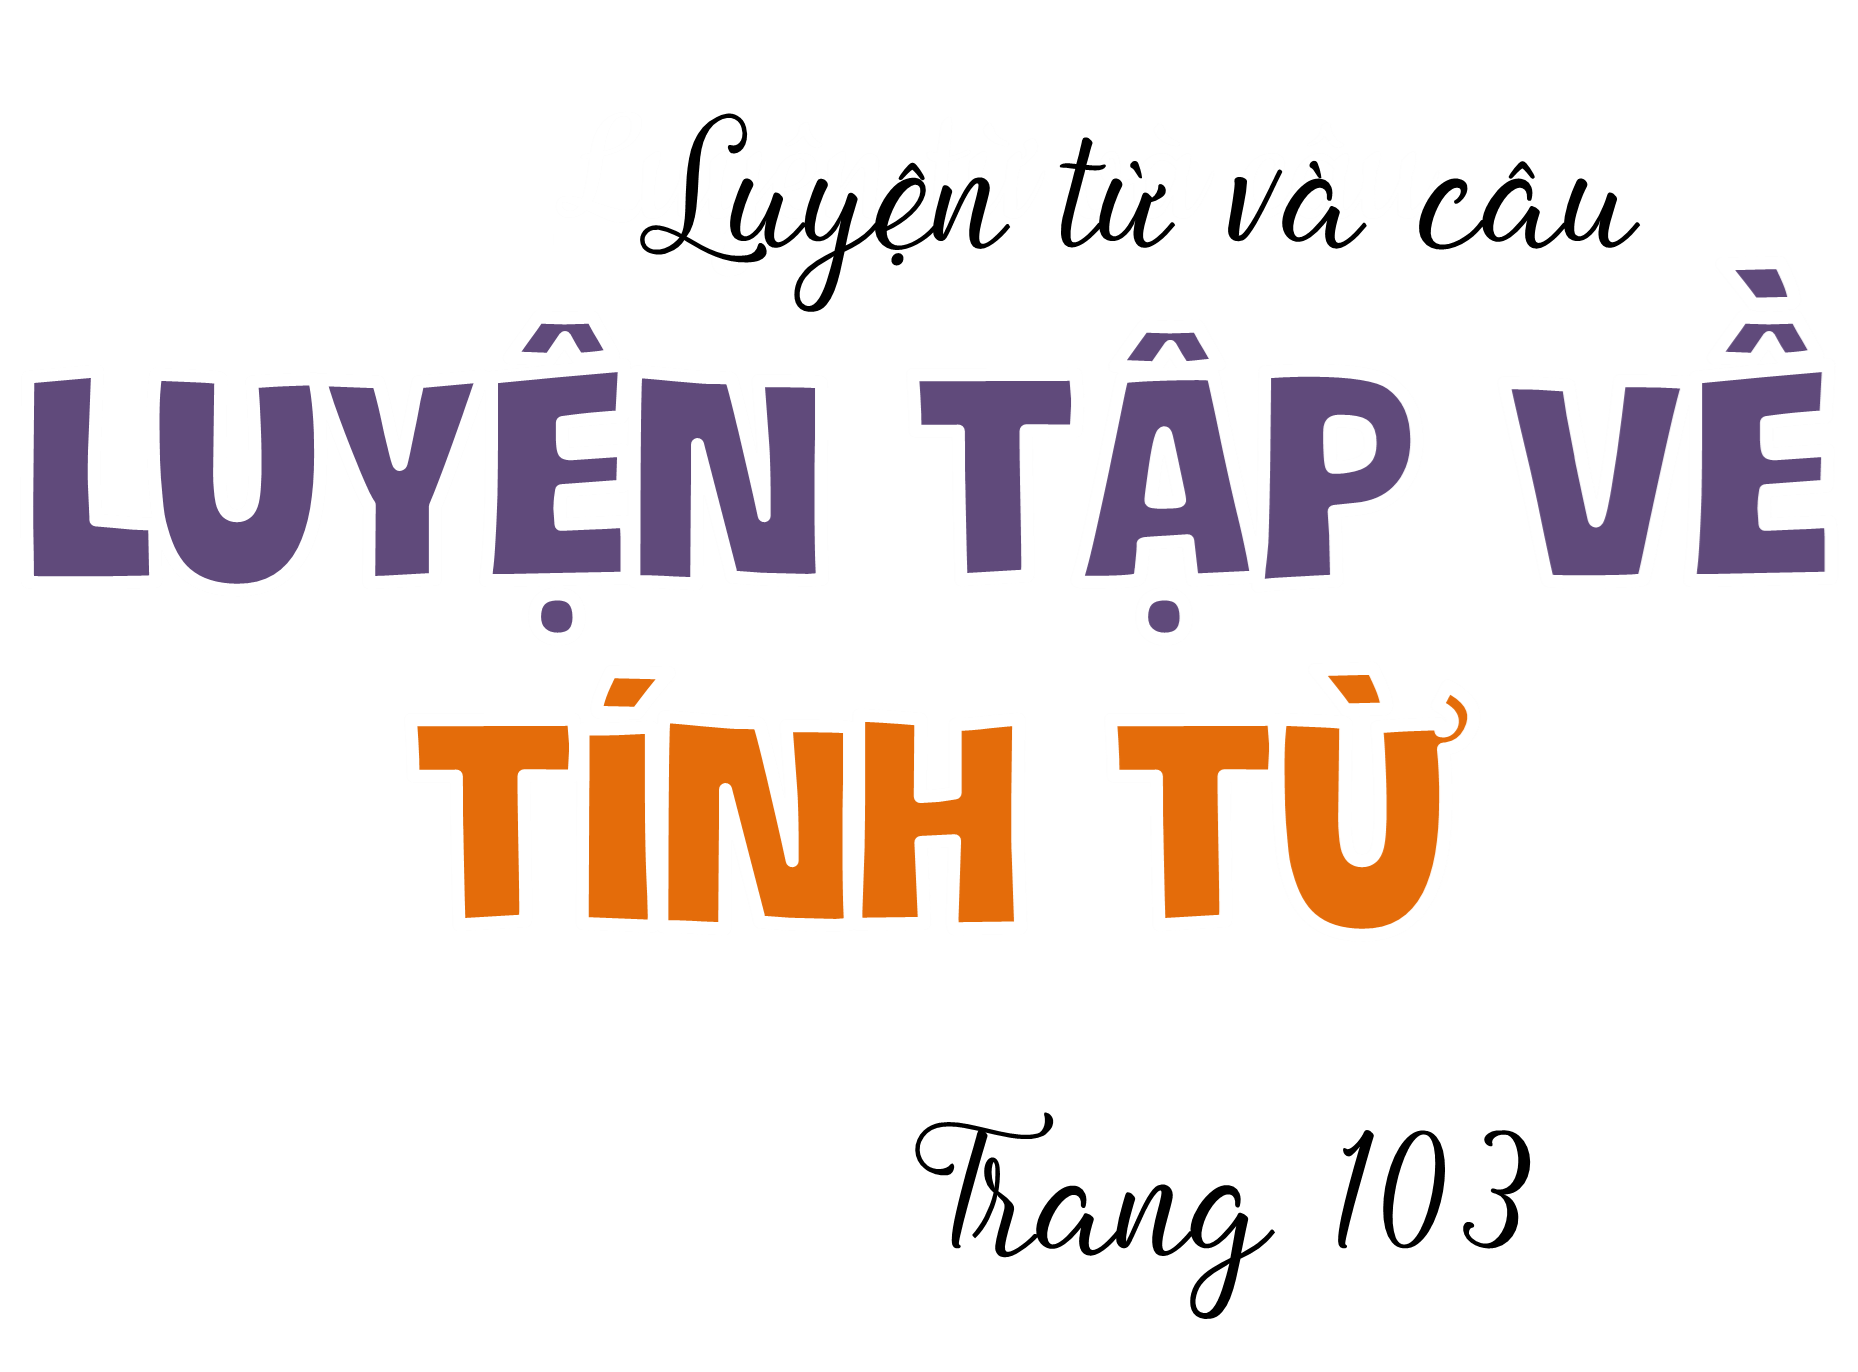 Luyện từ và câu
LUYỆN TẬP VỀ
TÍNH TỪ
Trang 103